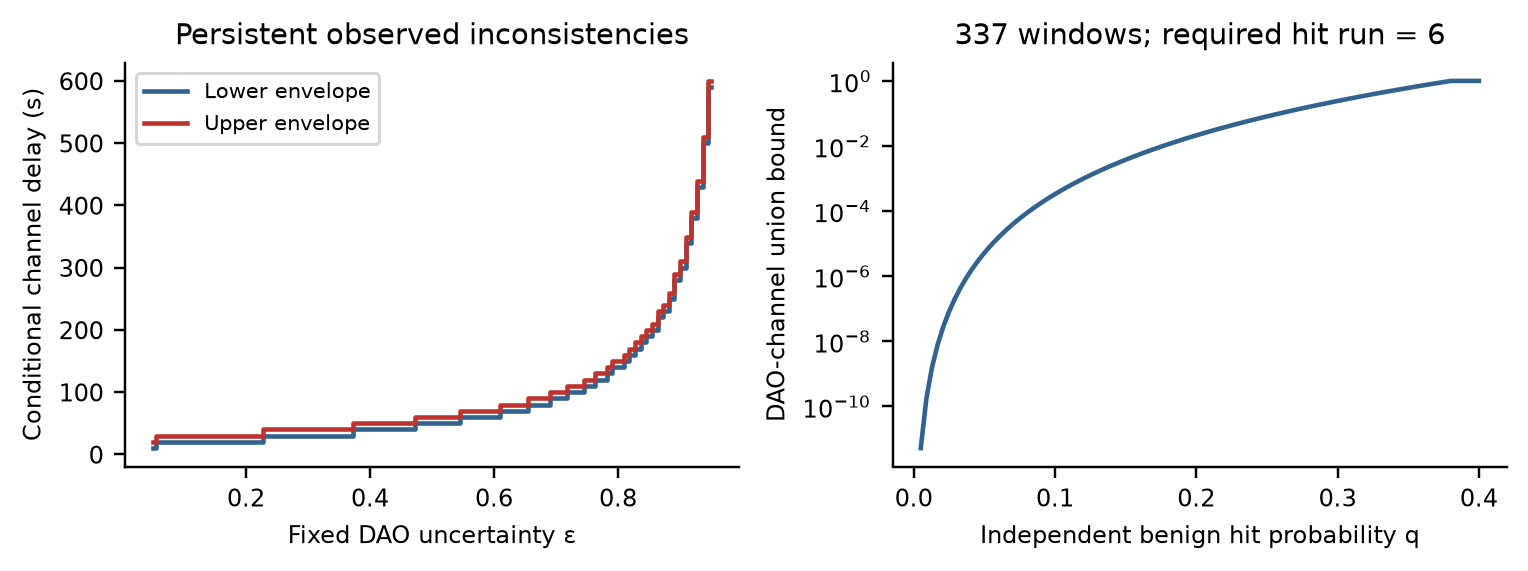 Persistent observed inconsistencies
Conditional channel delay (s)
600
500
400
300
200
100
0
Lower envelope
Upper envelope
0.2 0.4 0.6 0.8
Fixed DAO uncertainty ε
337 windows; required hit run = 6
DAO-channel union bound
10⁰
10⁻²
10⁻⁴
10⁻⁶
10⁻⁸
10⁻¹⁰
0.0 0.1 0.2 0.3 0.4
Independent benign hit probability q